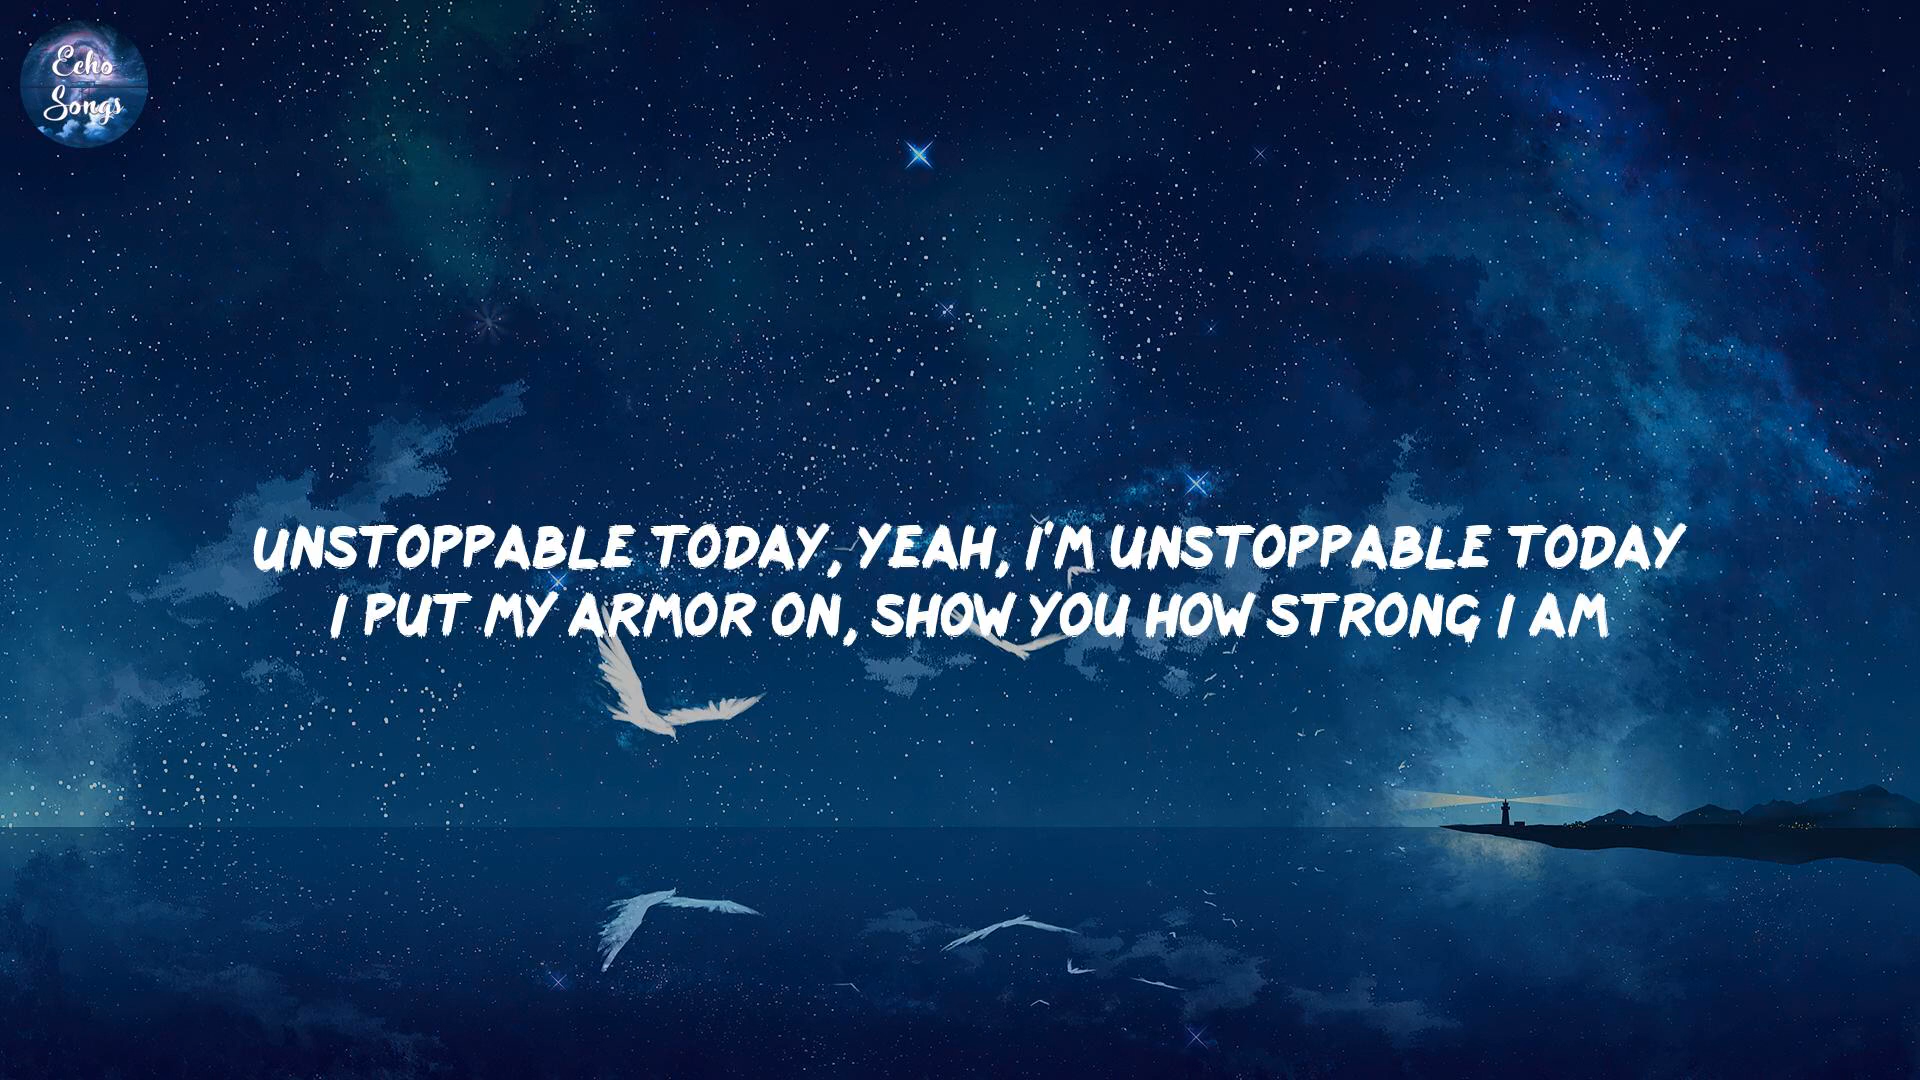 Echo
Songs
UNSTOPPABLE TODAY, YEAH, I'M UNSTOPPABLE TODAY
I PUT MY ARMOR ON, SHOW YOU HOW STRONG I AM